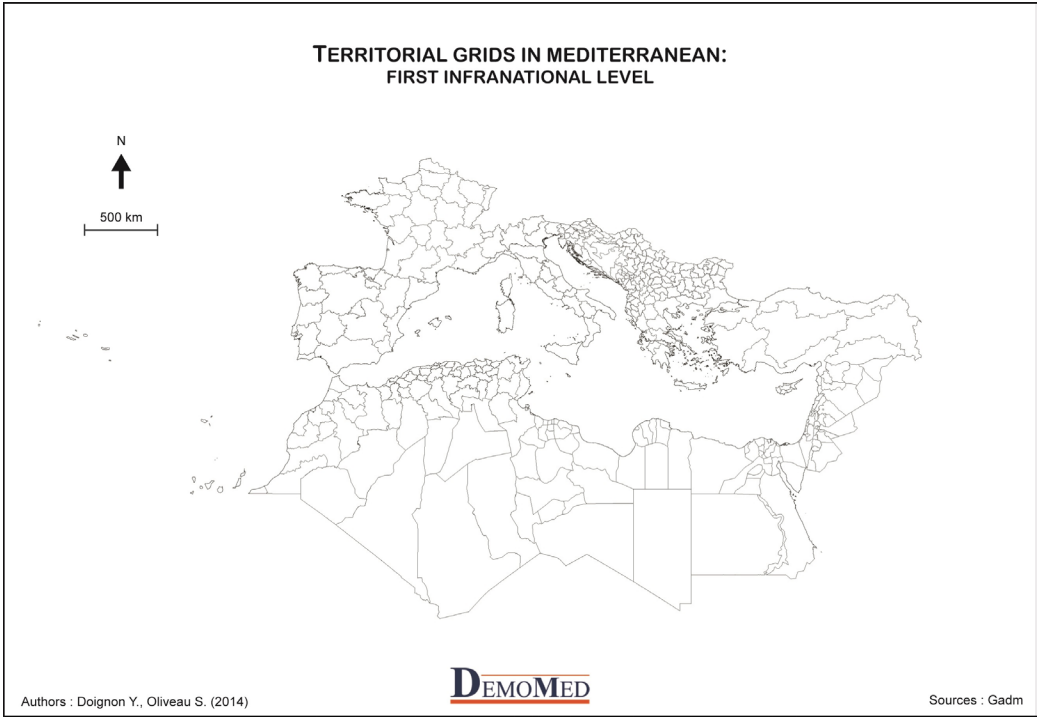 TERRITORIAL GRIDS IN MEDITERRANEAN:
FIRST INFRANATIONAL LEVEL
N
500 km
DEMOMED
Authors : Doignon Y., Oliveau S. (2014)
Sources : Gadm